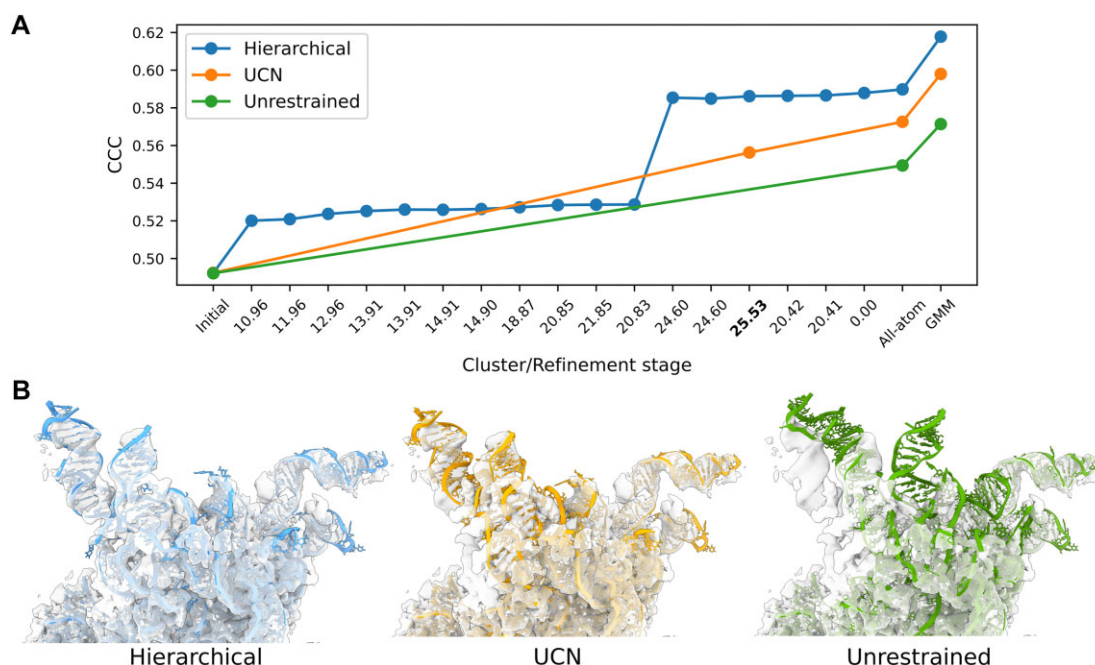 A
0.62
0.60
0.58
0.56
0.54
0.52
0.50
CCC
Hierarchical
UCN
Unrestrained
Initial
10.96
11.96
12.96
13.91
13.91
14.91
14.90
18.87
20.85
21.85
20.83
24.60
24.60
25.53
20.42
20.41
0.00
All-atom
GMM
Cluster/Refinement stage
B
Hierarchical
UCN
Unrestrained